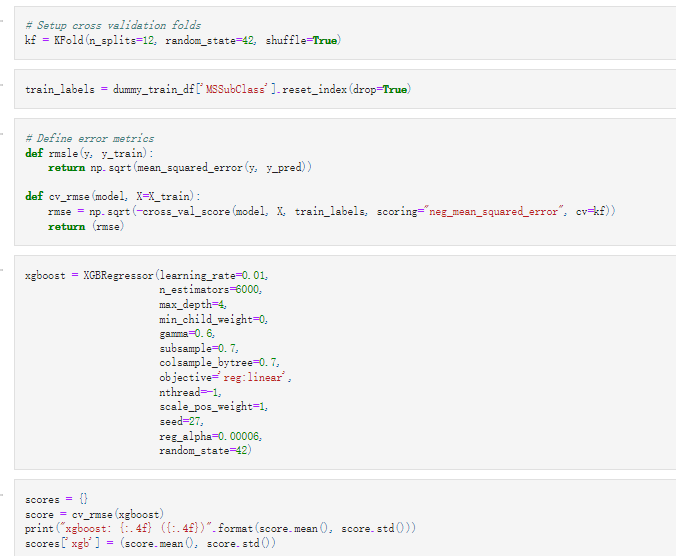 # Setup cross validation folds
kf = KFold(n_splits=12, random_state=42, shuffle=True)
train_labels = dummy_train_df['MSSubClass'].reset_index(drop=True)
# Define error metrics
def rmsle(y, y_train):
    return np.sqrt(mean_squared_error(y, y_pred))
def cv_rmse(model, X=X_train):
    rmse = np.sqrt(-cross_val_score(model, X, train_labels, scoring="neg_mean_squared_error", cv=kf))
    return (rmse)
xgboost = XGBRegressor(learning_rate=0.01,
                       n_estimators=6000,
                       max_depth=4,
                       min_child_weight=0,
                       gamma=0.6,
                       subsample=0.7,
                       colsample_bytree=0.7,
                       objective='reg:linear',
                       nthread=-1,
                       scale_pos_weight=1,
                       seed=27,
                       reg_alpha=0.00006,
                       random_state=42)
scores = {}
score = cv_rmse(xgboost)
print("xgboost: {:.4f} ({:.4f})".format(score.mean(), score.std()))
scores['xgb'] = (score.mean(), score.std())